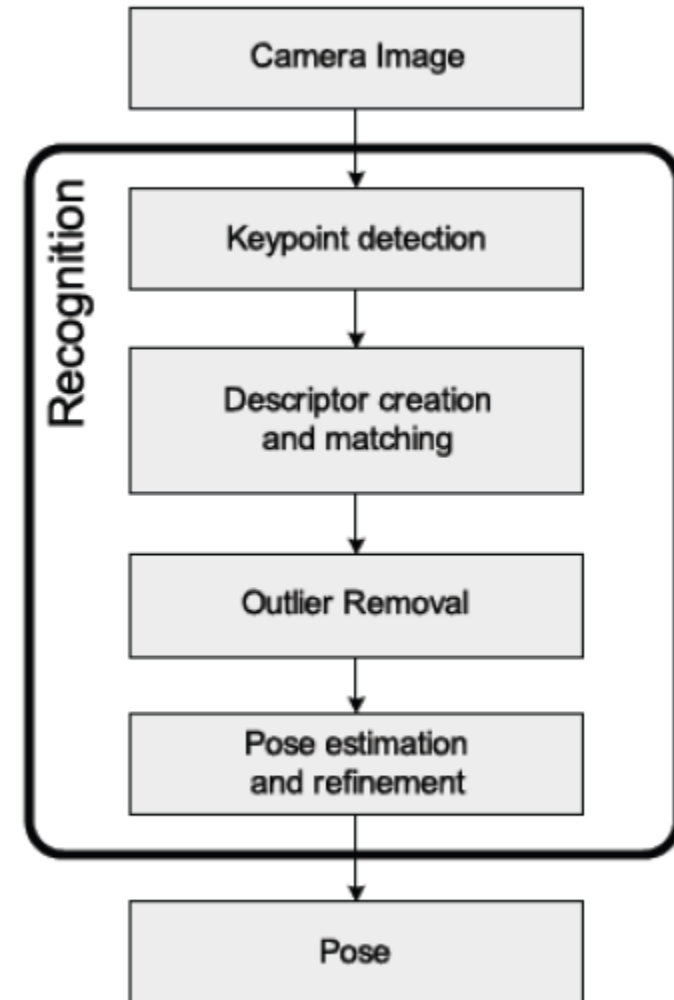 Camera Image
Recognition
Keypoint detection
Descriptor creation
and matching
Outlier Removal
Pose estimation
and refinement
Pose